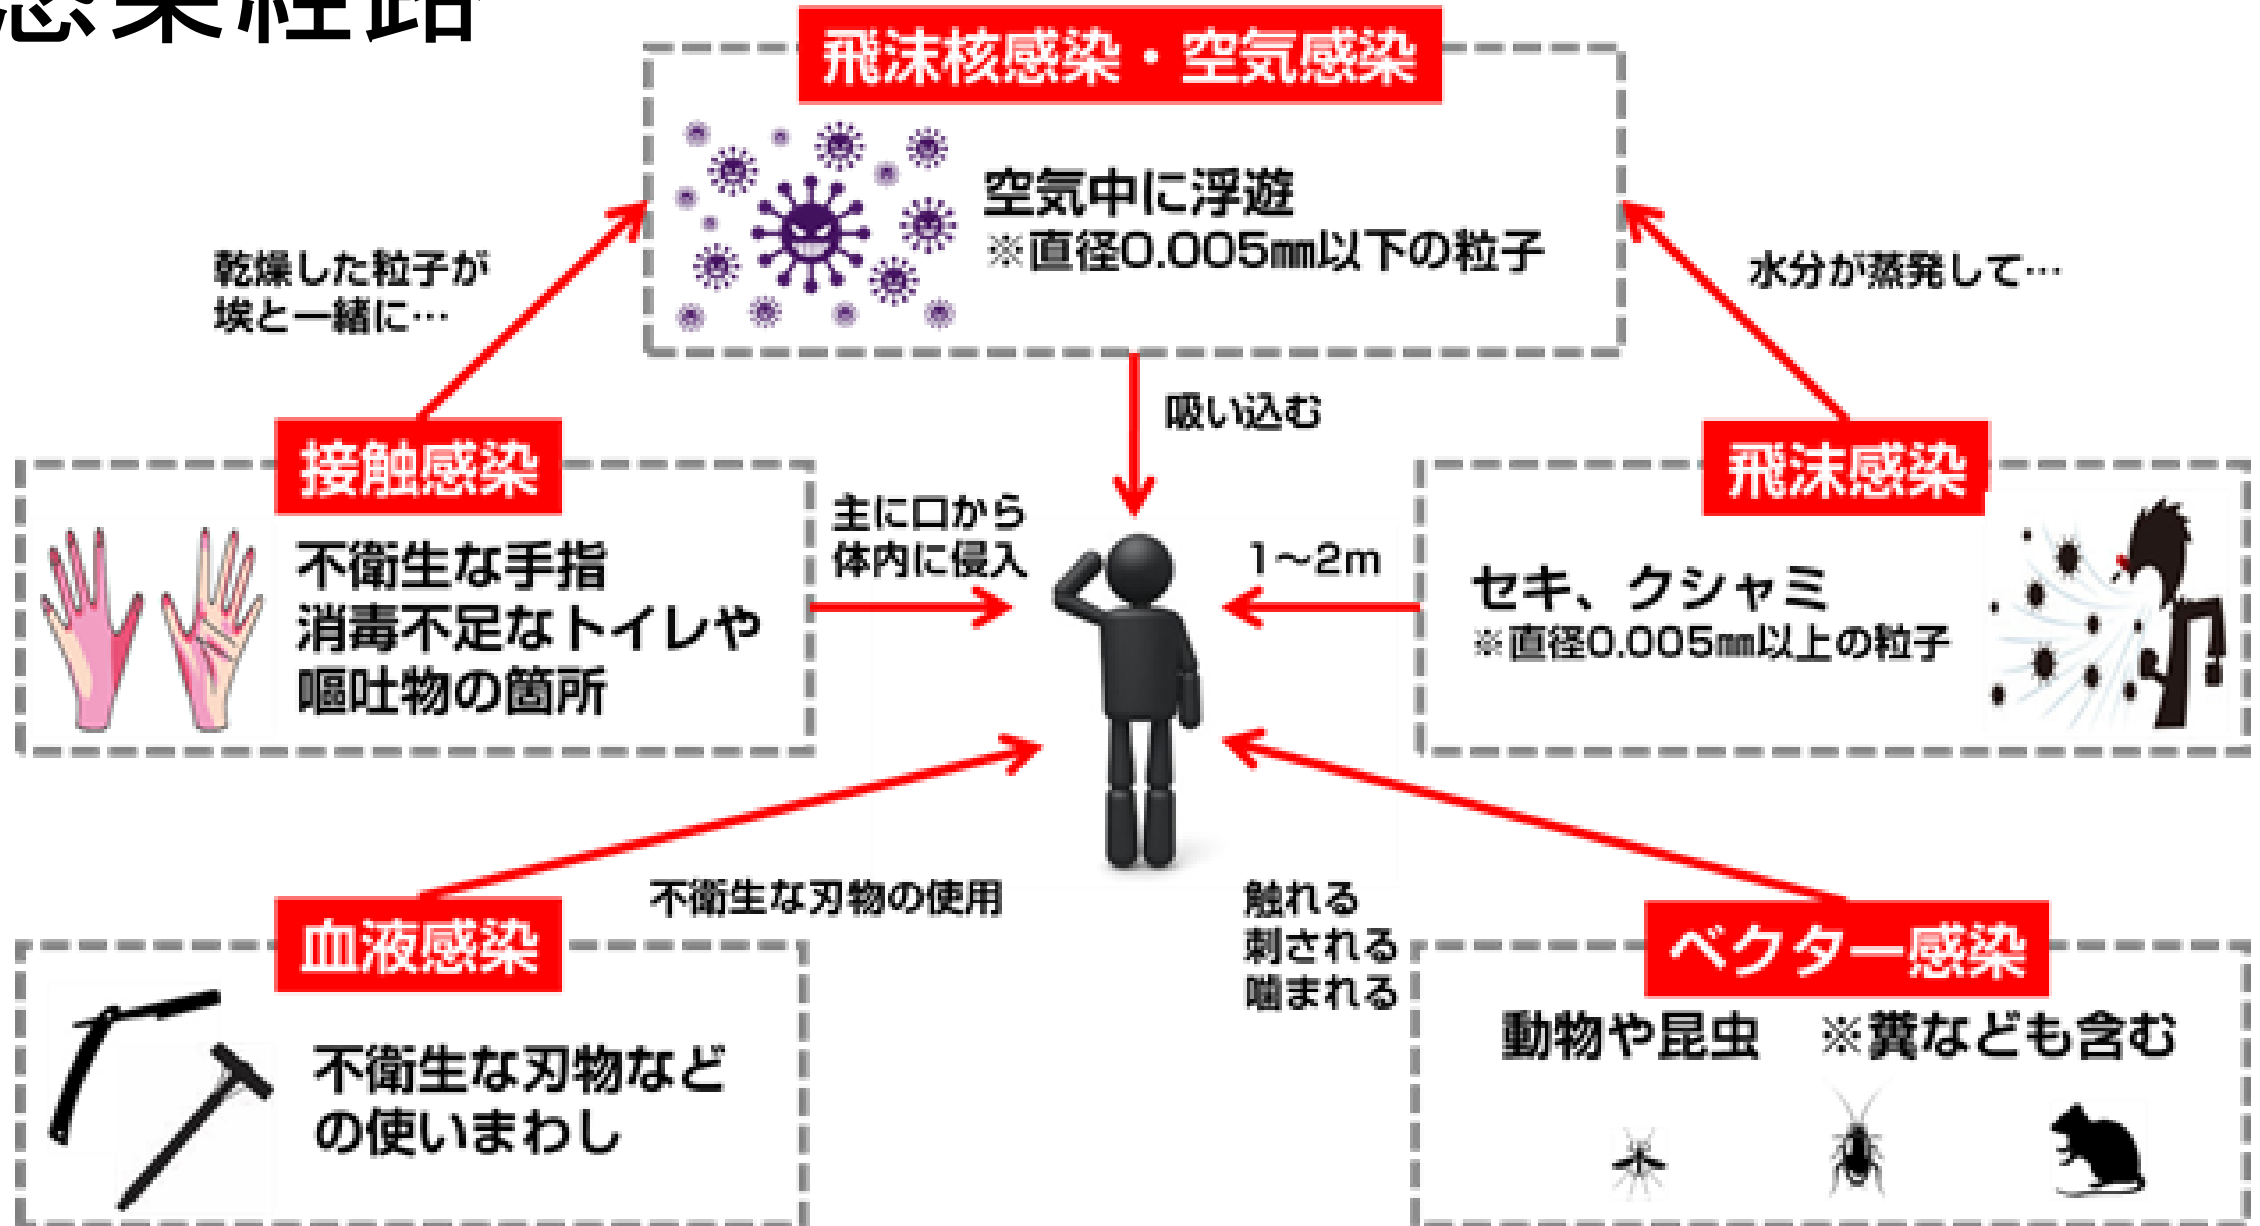 感染経路
飛沫核感染・空気感染
空気中に浮遊
※直径0.005㎜以下の粒子
乾燥した粒子が
埃と一緒に…
水分が蒸発して…
吸い込む
接触感染
不衛生な手指
消毒不足なトイレや
嘔吐物の箇所
主に口から
体内に侵入
1〜2m
飛沫感染
セキ、クシャミ
※直径0.005㎜以上の粒子
不衛生な刃物の使用
触れる
刺される
噛まれる
血液感染
不衛生な刃物など
の使いまわし
ベクター感染
動物や昆虫 ※糞なども含む